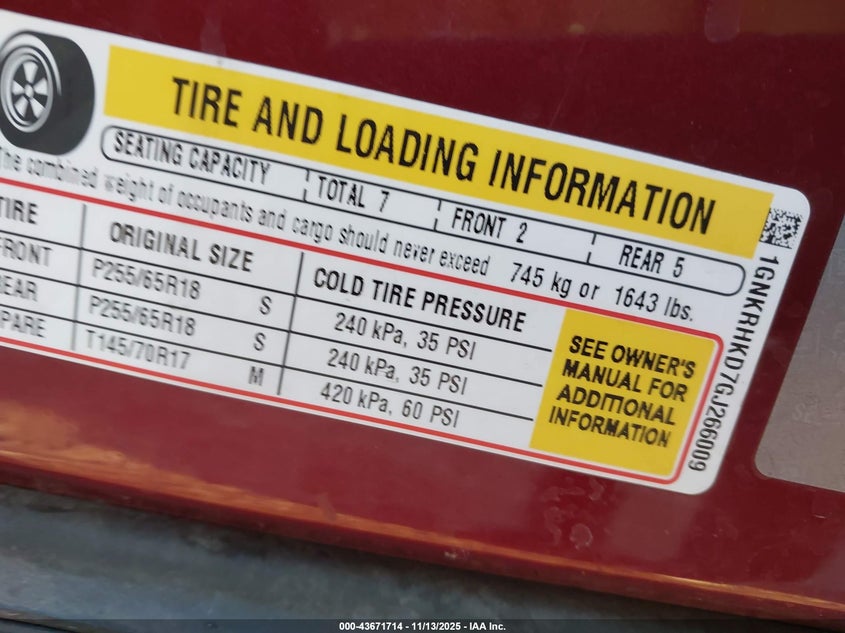 TIRE AND LOADING INFORMATION
SEATING CAPACITY TOTAL 7 FRONT 2 REAR 5
The combined weight of occupants and cargo should never exceed 745 kg or 1643 lbs.
TIRE ORIGINAL SIZE COLD TIRE PRESSURE
FRONT P255/65R18 S 240 kPa, 35 PSI
REAR P255/65R18 S 240 kPa, 35 PSI
SPARE T145/70R17 M 420 kPa, 60 PSI
SEE OWNER'S
MANUAL FOR
ADDITIONAL
INFORMATION
1GNKRHKD7GJ266009
000-43671714 - 11/13/2025 - IAA Inc.